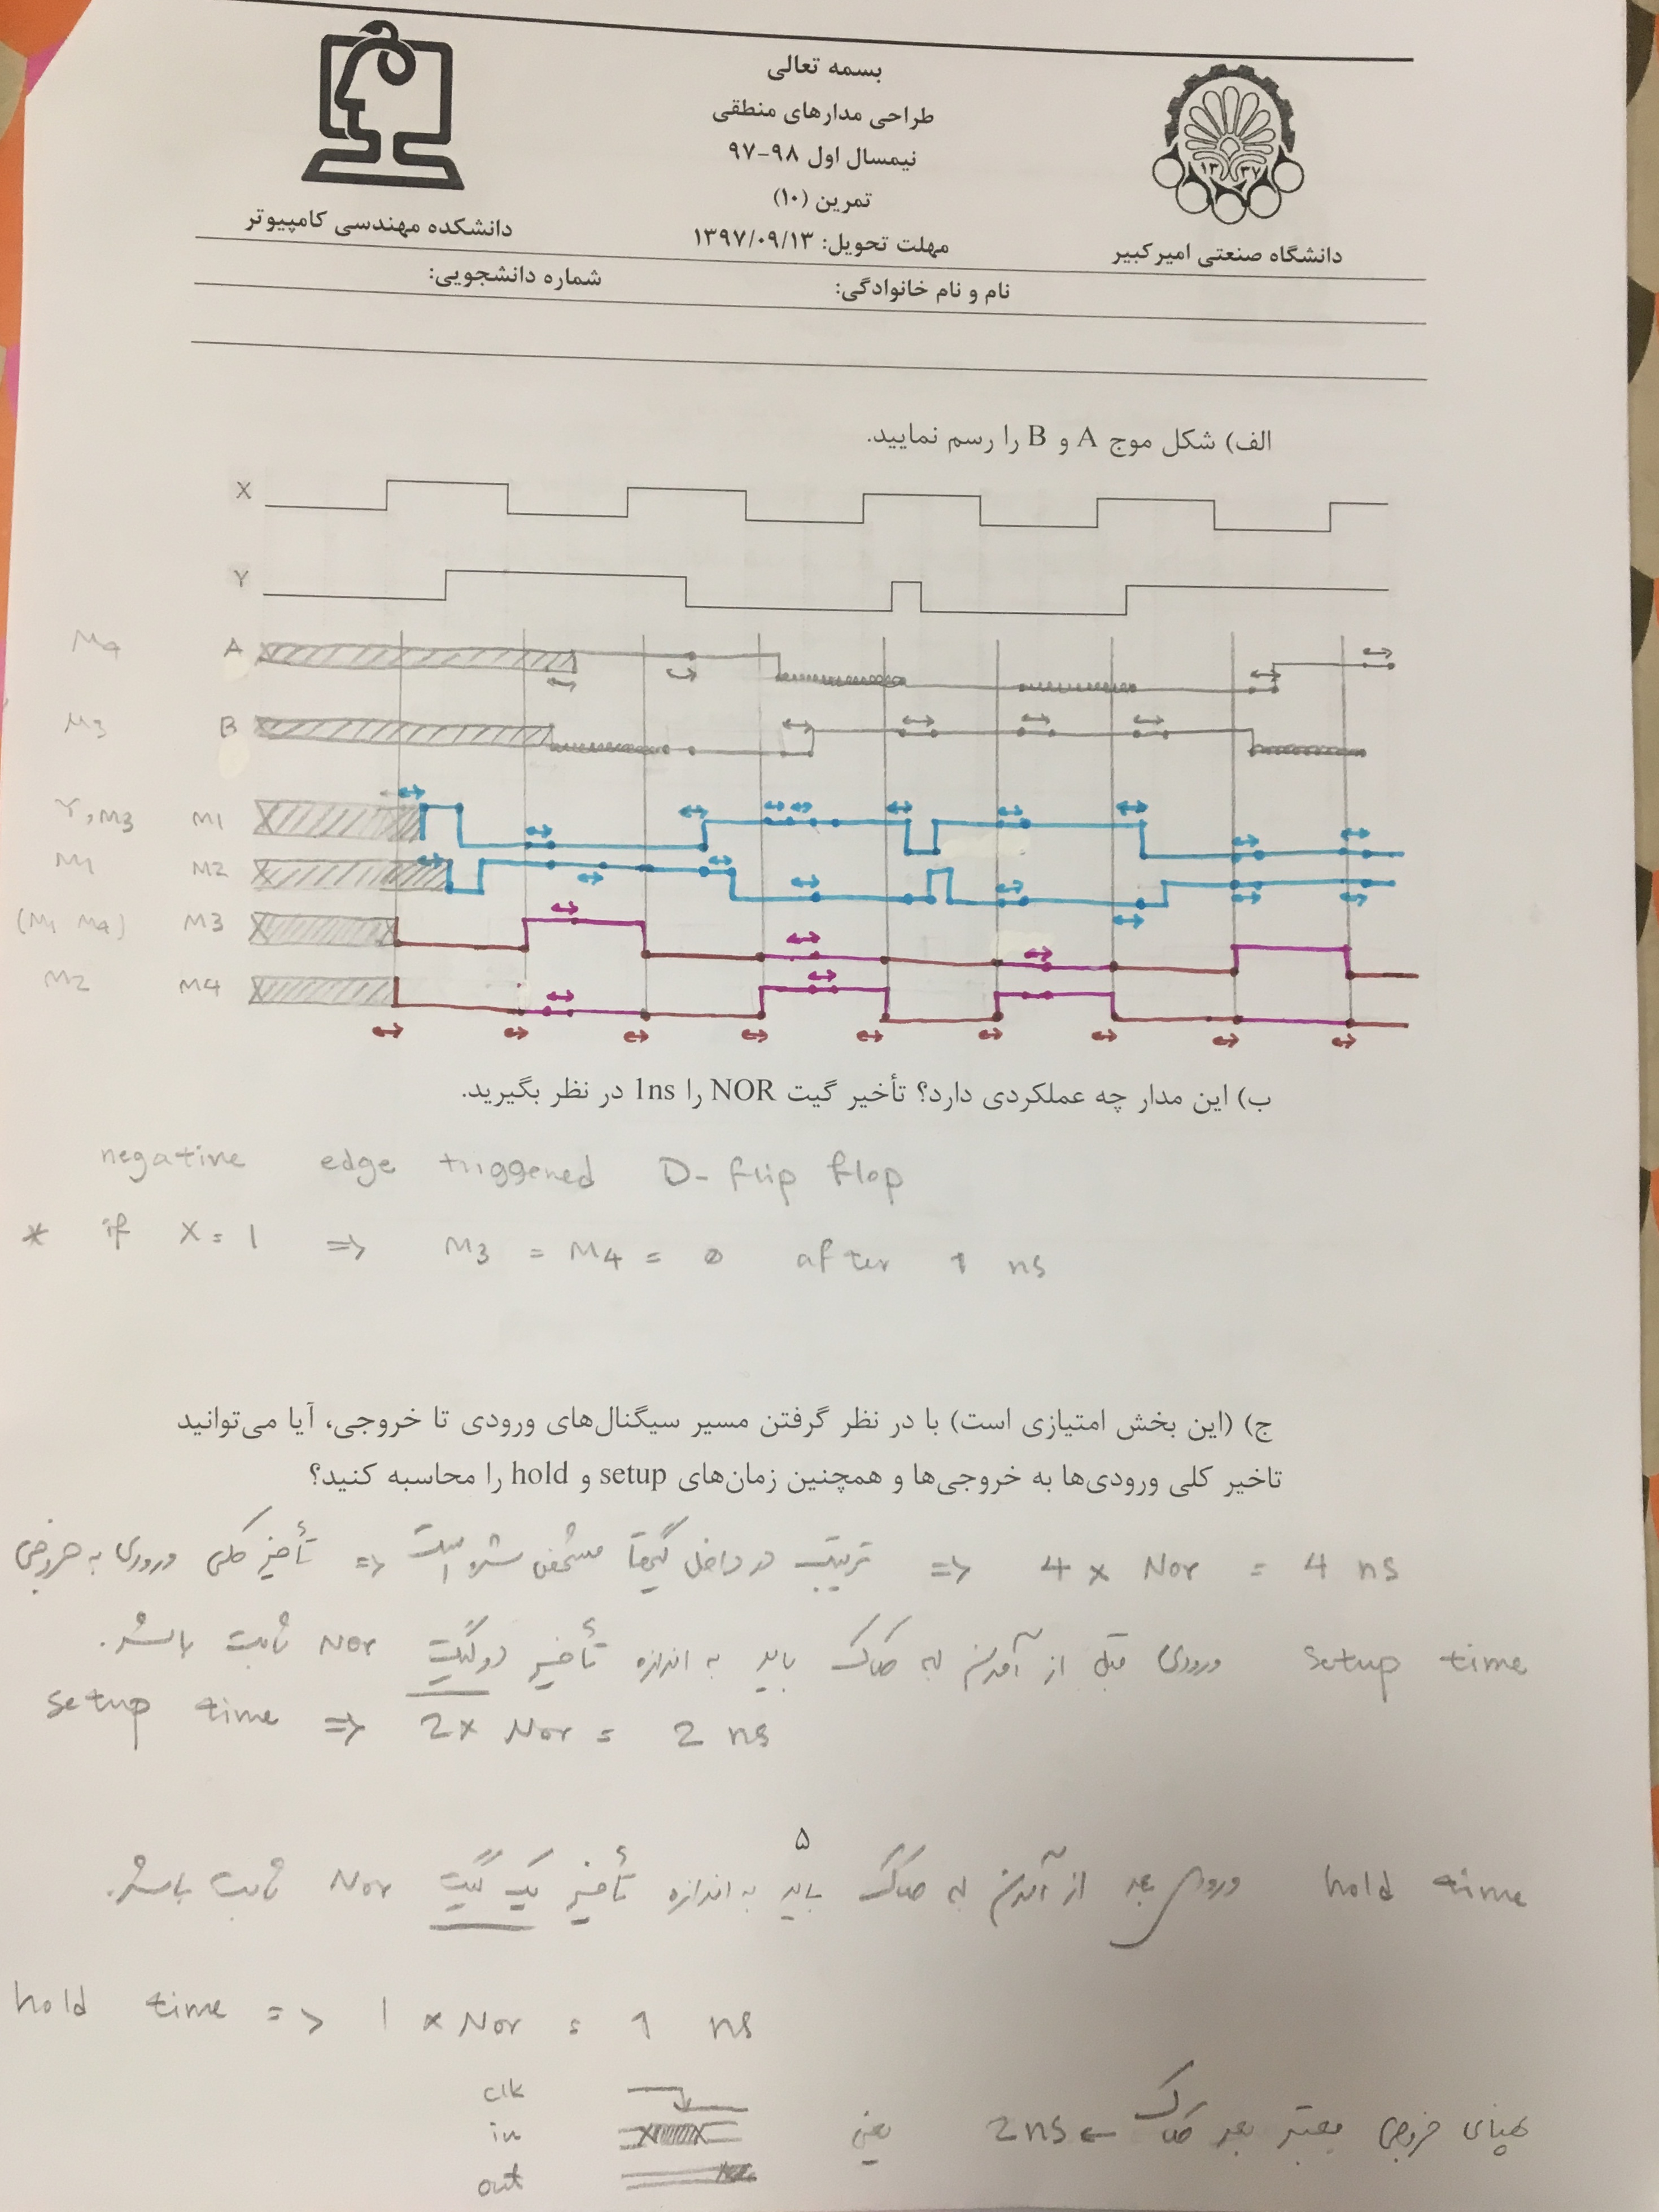 بسمه تعالی
طراحی مدارهای منطقی
نیمسال اول ۹۸-۹۷
تمرین (۱۰)
مهلت تحویل: ۱۳۹۷/۰۹/۱۳
۱۳ ۳۷
دانشگاه صنعتی امیرکبیر
دانشکده مهندسی کامپیوتر
نام و نام خانوادگی: شماره دانشجویی:
الف) شکل موج A و B را رسم نمایید.
X
Y
M4 A
M3 B
Y, M3 M1
M1 M2
(M1 M4) M3
M2 M4
ب) این مدار چه عملکردی دارد؟ تأخیر گیت NOR را 1ns در نظر بگیرید.
negative edge triggered D- flip flop
* if X = 1 => M3 = M4 = 0 after 1 ns
ج) (این بخش امتیازی است) با در نظر گرفتن مسیر سیگنال‌های ورودی تا خروجی، آیا می‌توانید
تاخیر کلی ورودی‌ها به خروجی‌ها و همچنین زمان‌های setup و hold را محاسبه کنید؟
تأخیر کلی ورودی به خروجی <= ترتیب در داخل گیتها مشخص شده است => 4 x Nor = 4 ns
setup time ورودی قبل از آمدن لبه کلاک باید به اندازه تأخیر دو گیت Nor ثابت باشد.
setup time => 2x Nor = 2 ns
۵
hold time ورودی بعد از آمدن لبه کلاک باید به اندازه تأخیر یک گیت Nor ثابت باشد.
hold time => 1 x Nor = 1 ns
clk
in
out
خروجی معتبر بعد کلاک 2ns یعنی